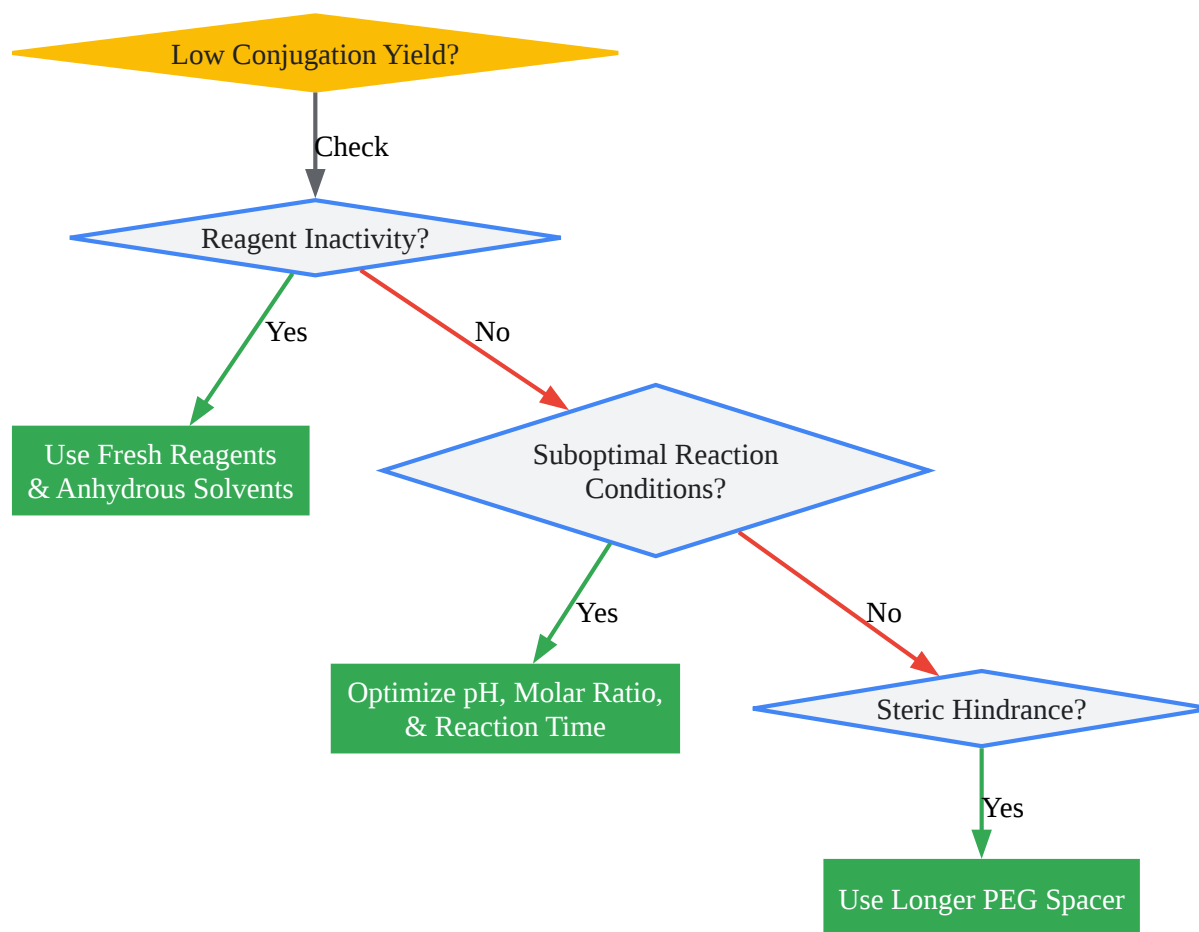 Low Conjugation Yield?
Check
Reagent Inactivity?
Yes
No
Use Fresh Reagents
& Anhydrous Solvents
Suboptimal Reaction
Conditions?
Yes
No
Optimize pH, Molar Ratio,
& Reaction Time
Steric Hindrance?
Yes
Use Longer PEG Spacer